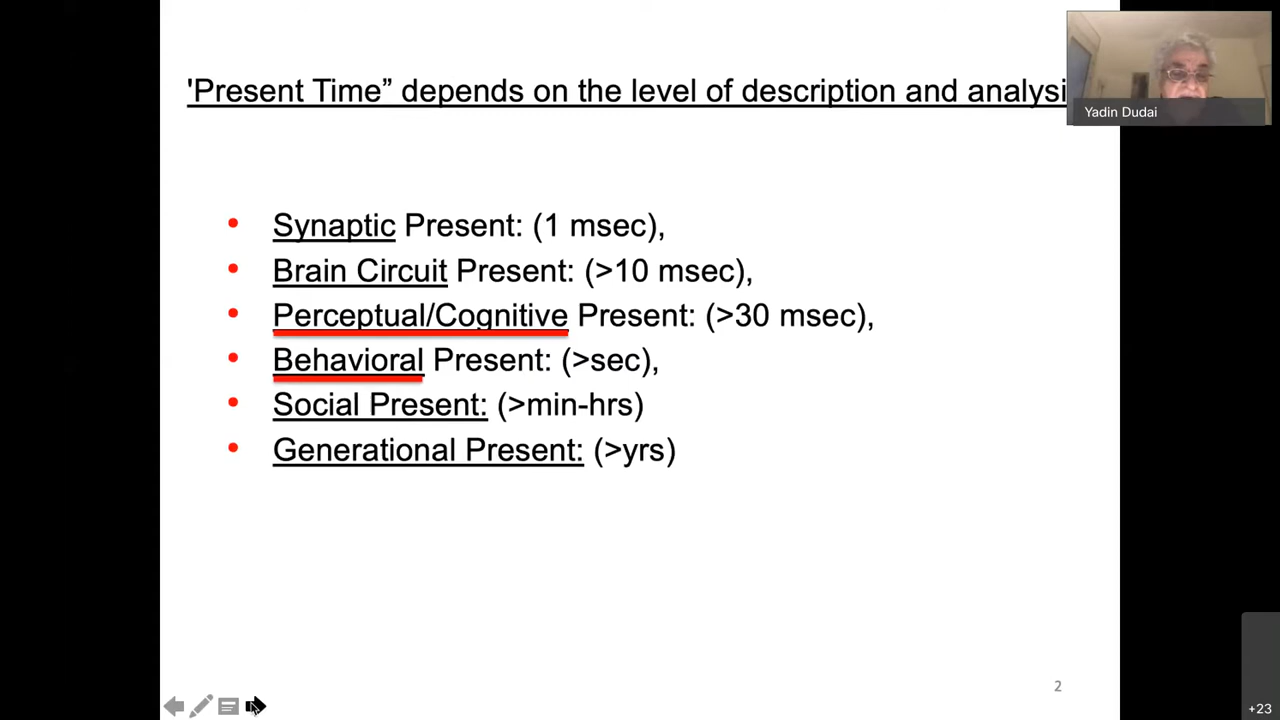 'Present Time” depends on the level of description and analysi
Yadin Dudai
• Synaptic Present: (1 msec),
• Brain Circuit Present: (>10 msec),
• Perceptual/Cognitive Present: (>30 msec),
• Behavioral Present: (>sec),
• Social Present: (>min-hrs)
• Generational Present: (>yrs)
2
+23